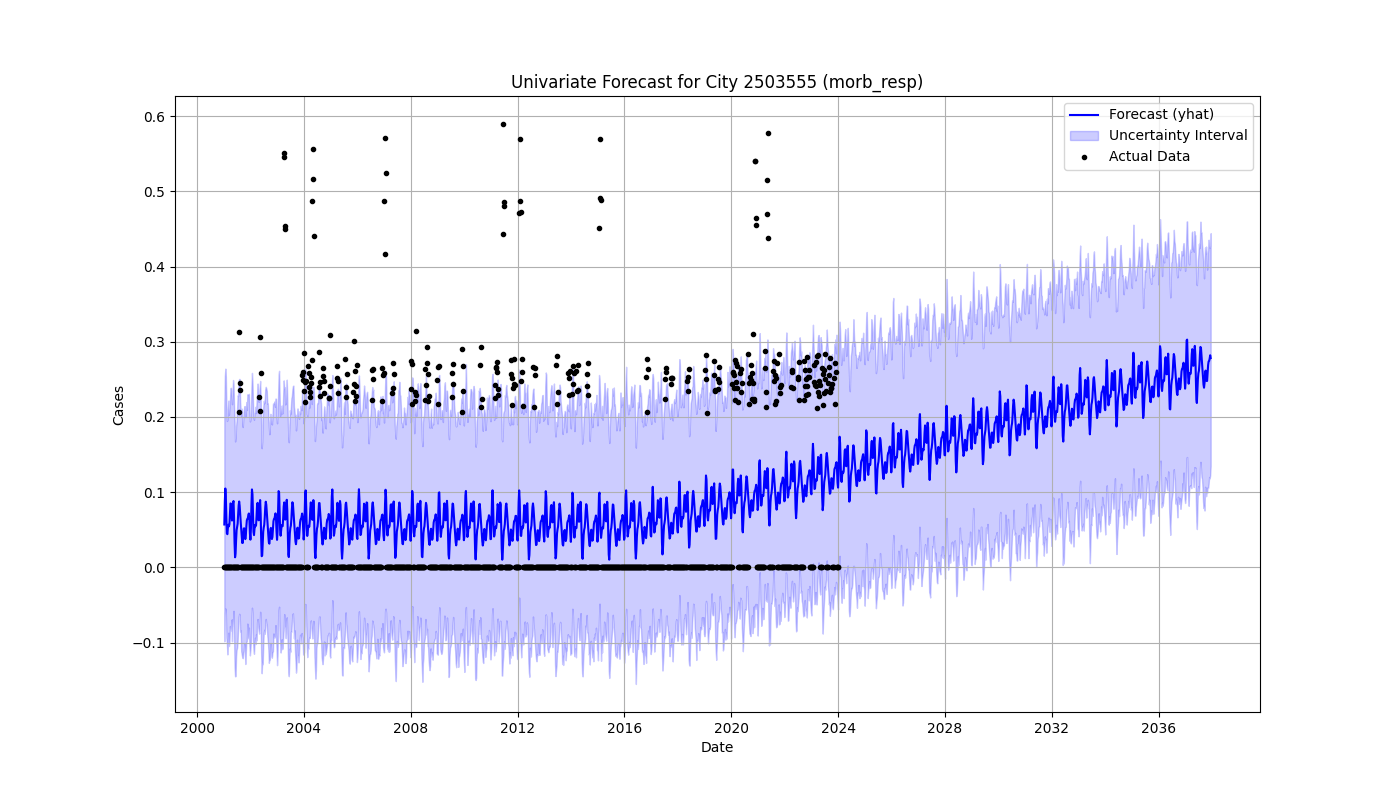 Univariate Forecast for City 2503555 (morb_resp)
Forecast (yhat)
Uncertainty Interval
Actual Data
0.6
0.5
0.4
0.3
0.2
0.1
0.0
−0.1
Cases
2000 2004 2008 2012 2016 2020 2024 2028 2032 2036
Date